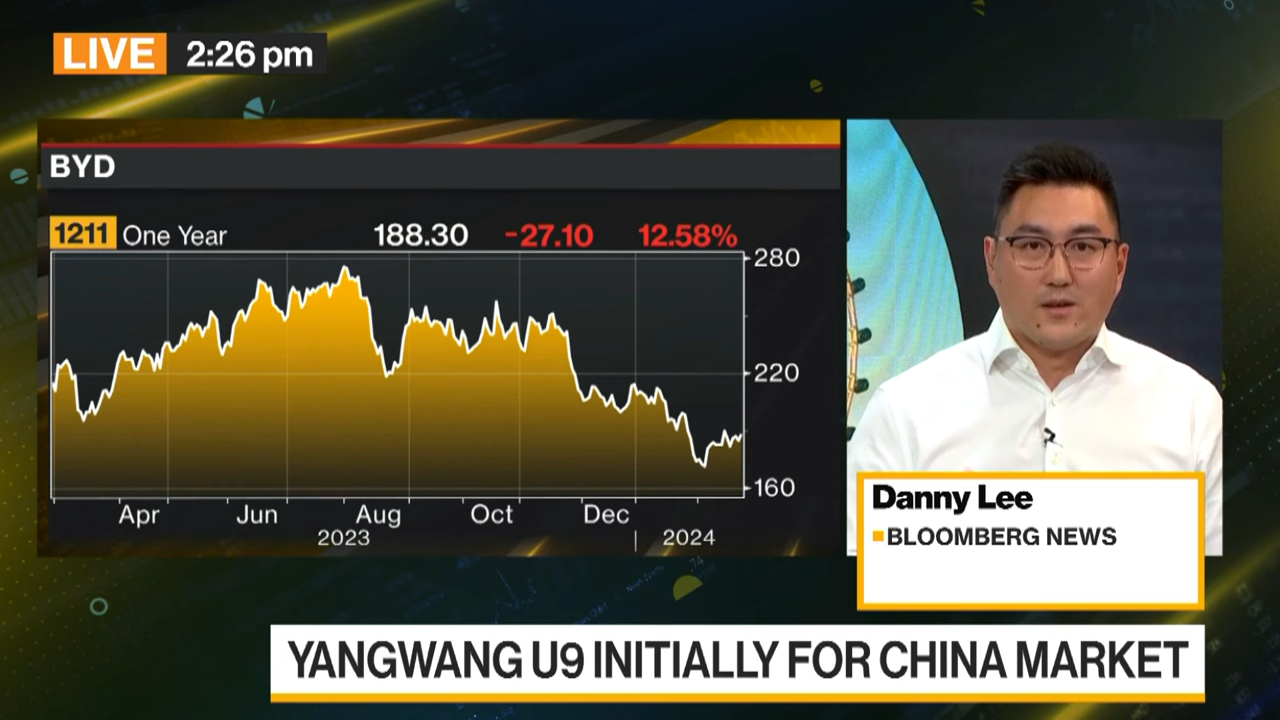 LIVE 2:26 pm
BYD
1211 One Year 188.30 -27.10 12.58%
280
220
160
Apr Jun Aug Oct Dec
2023 2024
Danny Lee
BLOOMBERG NEWS
YANGWANG U9 INITIALLY FOR CHINA MARKET